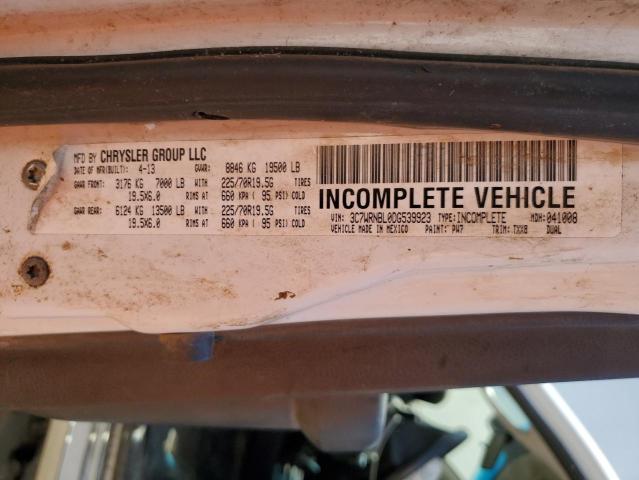 MFD BY CHRYSLER GROUP LLC
DATE OF MFR(BUILT): 4-13 GVWR: 8846 KG 19500 LB
GAWR FRONT: 3176 KG 7000 LB WITH 225/70R19.5G TIRES
19.5X6.0 RIMS AT 660 KPA ( 95 PSI) COLD
GAWR REAR: 6124 KG 13500 LB WITH 225/70R19.5G TIRES
19.5X6.0 RIMS AT 660 KPA ( 95 PSI) COLD
INCOMPLETE VEHICLE
VIN: 3C7WRNBL0DG539923 TYPE: INCOMPLETE MDH: 041008
VEHICLE MADE IN MEXICO PAINT: PW7 TRIM: TXX8 DUAL